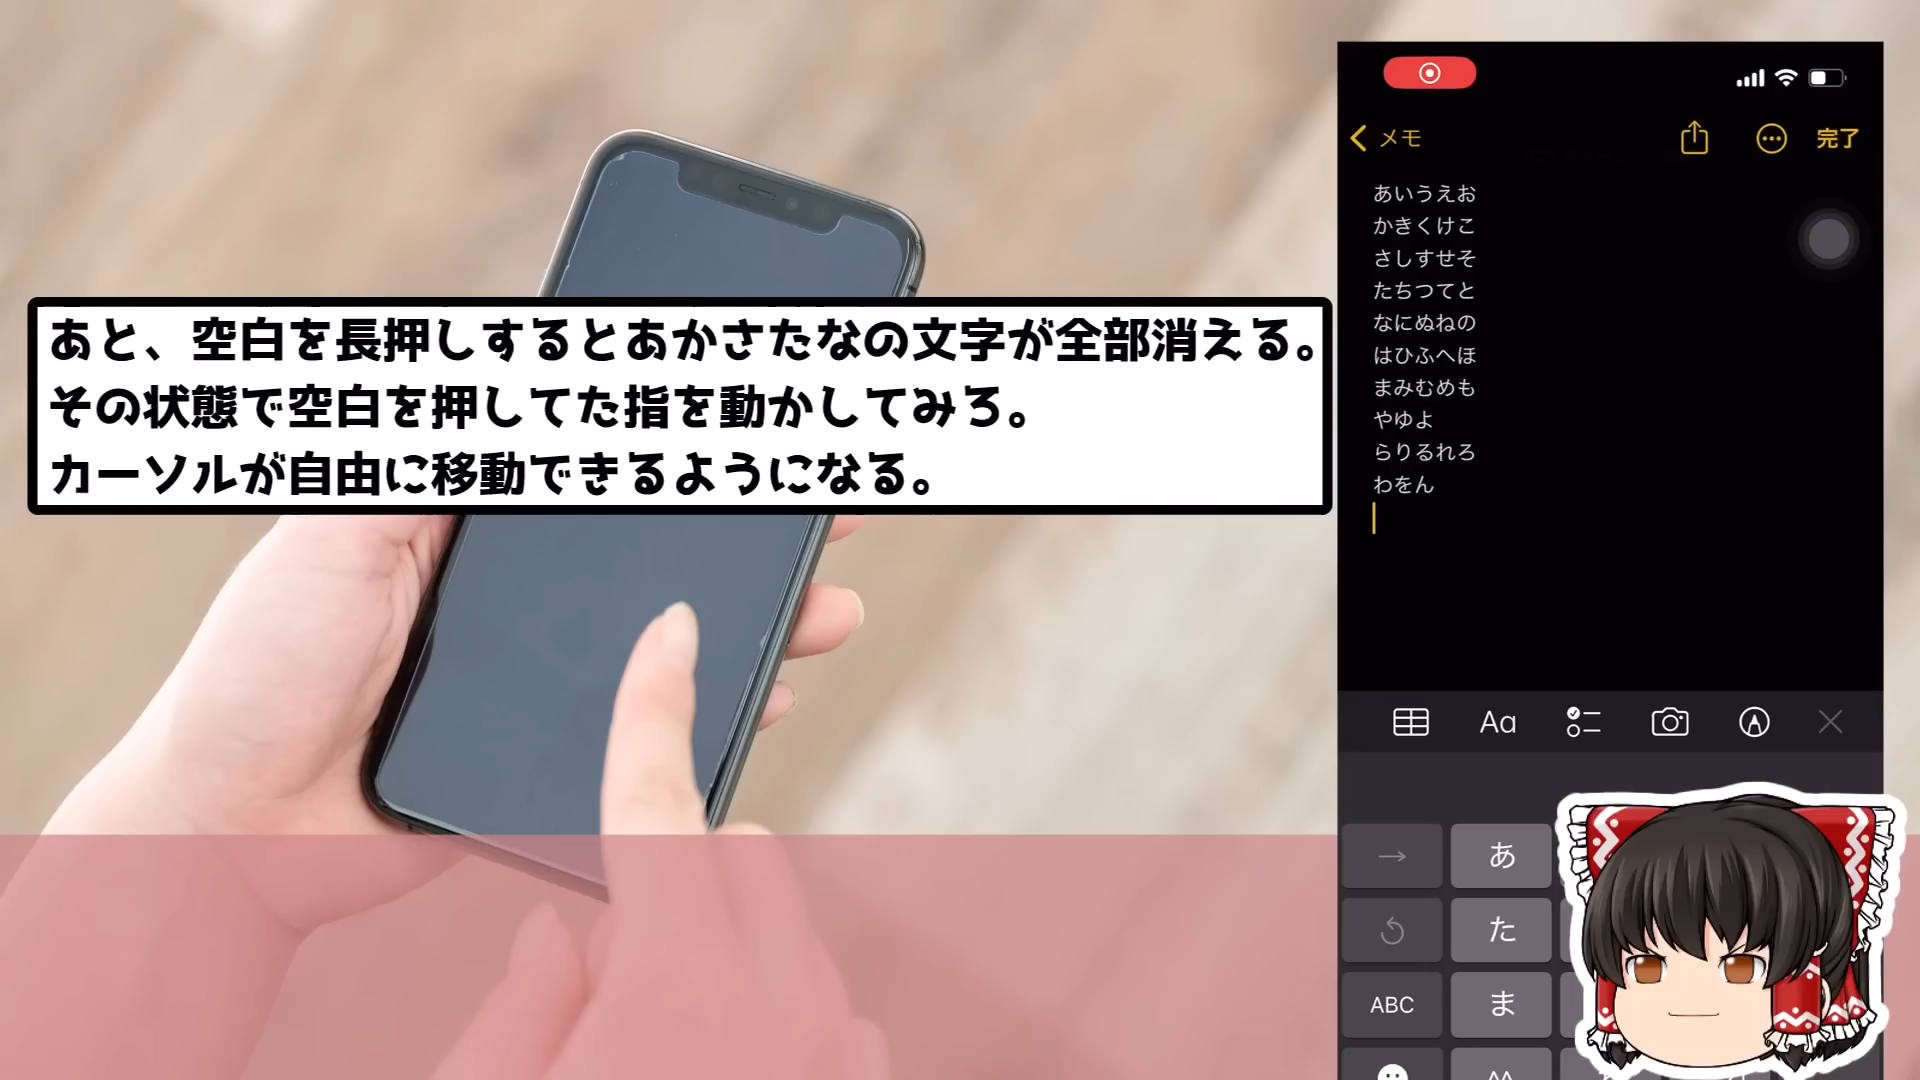 あと、空白を長押しするとあかさたなの文字が全部消える。
その状態で空白を押してた指を動かしてみろ。
カーソルが自由に移動できるようになる。
メモ
完了
あいうえお
かきくけこ
さしすせそ
たちつてと
なにぬねの
はひふへほ
まみむめも
やゆよ
らりるれろ
わをん
Aa
→
あ
た
ABC
ま
^^